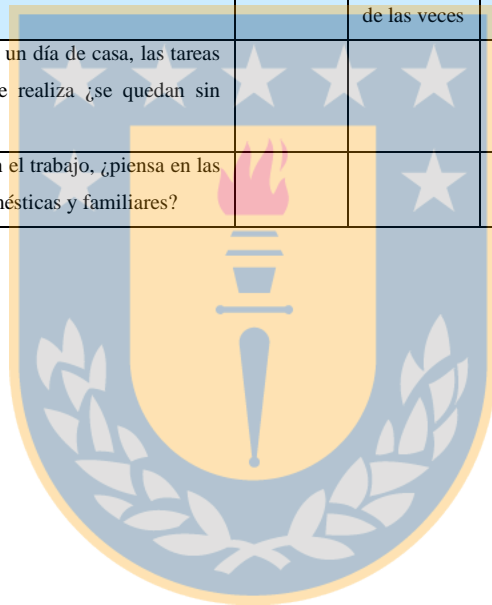 de las veces
un día de casa, las tareas
e realiza ¿se quedan sin
el trabajo, ¿piensa en las
nésticas y familiares?